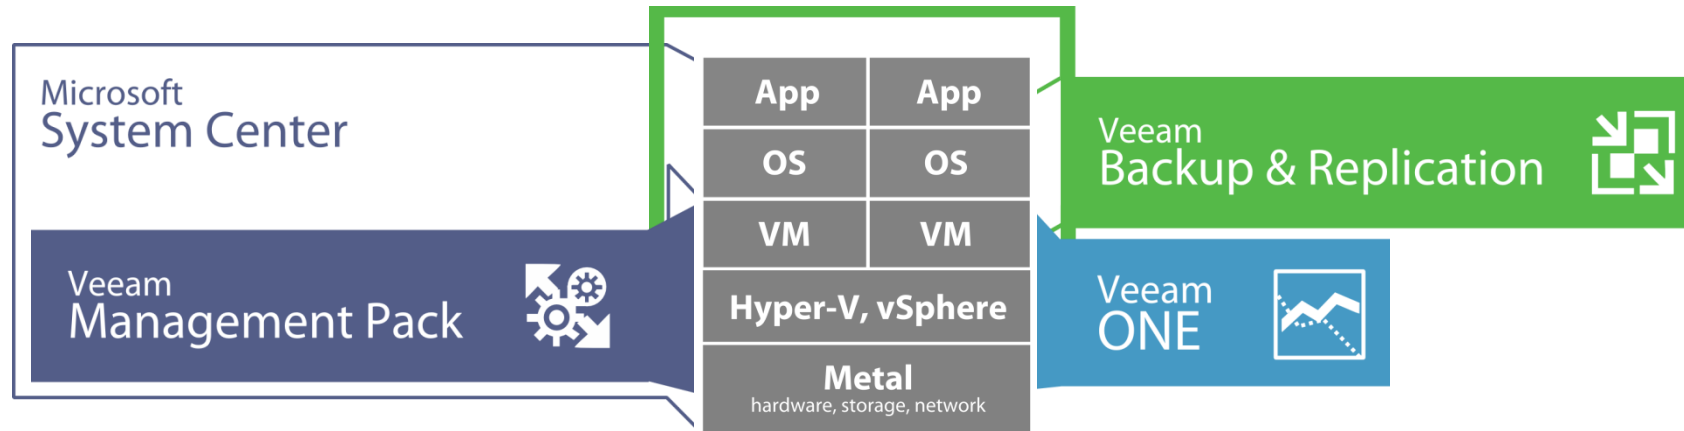 Microsoft
System Center
Veeam
Management Pack
App App
OS OS
VM VM
Hyper-V, vSphere
Metal
hardware, storage, network
Veeam
Backup & Replication
Veeam
ONE